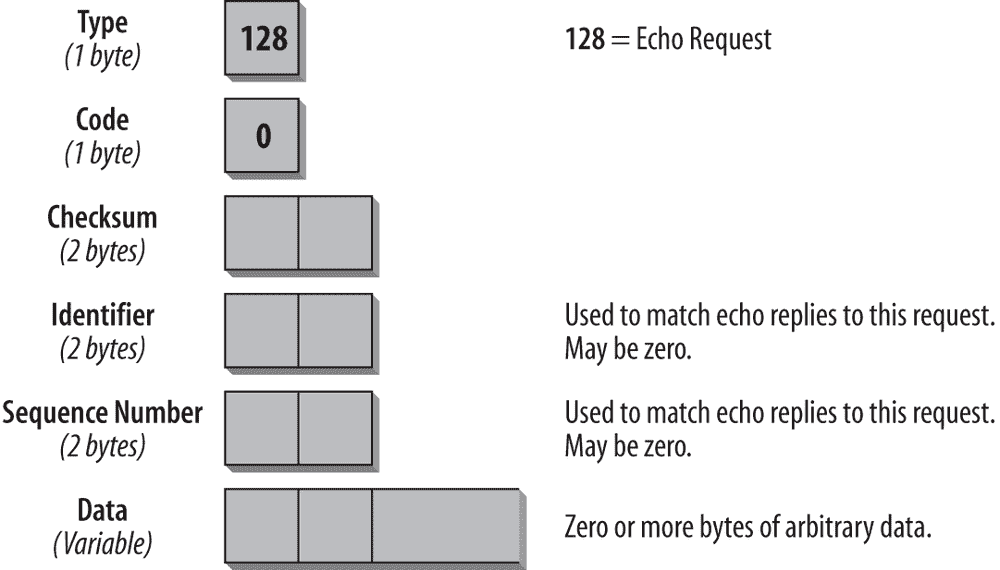 Type
(1 byte)
128
128 = Echo Request
Code
(1 byte)
0
Checksum
(2 bytes)
Identifier
(2 bytes)
Used to match echo replies to this request.
May be zero.
Sequence Number
(2 bytes)
Used to match echo replies to this request.
May be zero.
Data
(Variable)
Zero or more bytes of arbitrary data.